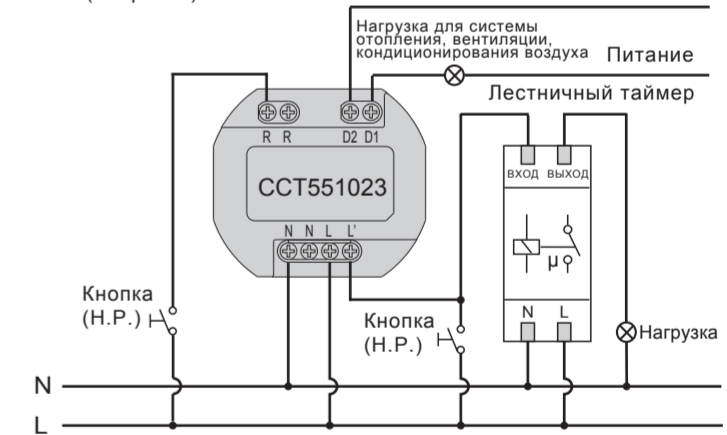 Нагрузка для системы
отопления, вентиляции,
кондиционирования воздуха
Питание
Лестничный таймер
R R
D2 D1
ВХОД ВЫХОД
CCT551023
N N L L'
µ
Кнопка
(Н.Р.)
Кнопка
(Н.Р.)
N L
Нагрузка
N
L